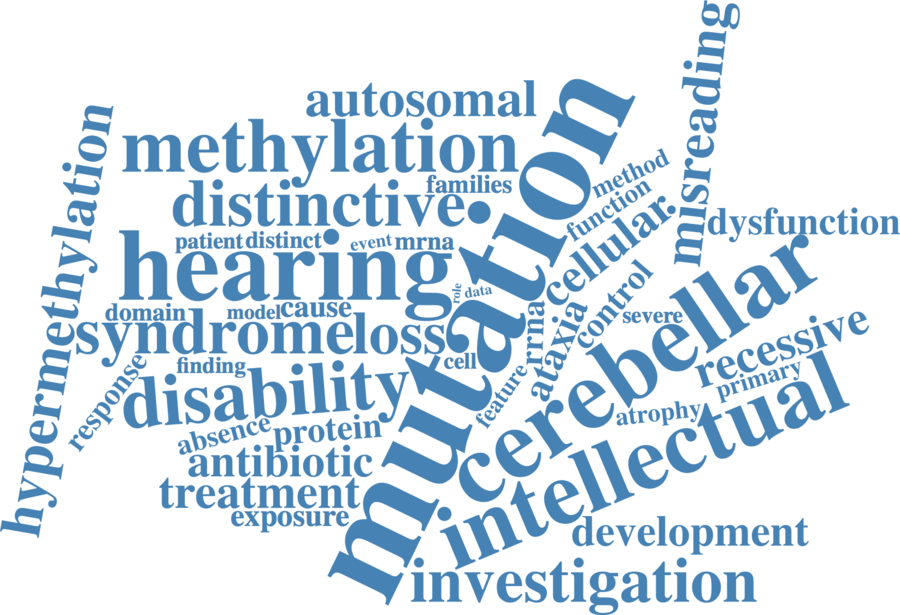 autosomal
methylation
families
distinctive
patient
distinct
event
mrna
hearing
role
data
domain
model
cause
syndrome
loss
finding
cell
disability
response
absence
protein
antibiotic
treatment
exposure
hypermethylation
mutation
method
function
cellular
misreading
dysfunction
control
rrna
ataxia
feature
severe
cerebellar
recessive
primary
atrophy
intellectual
development
investigation